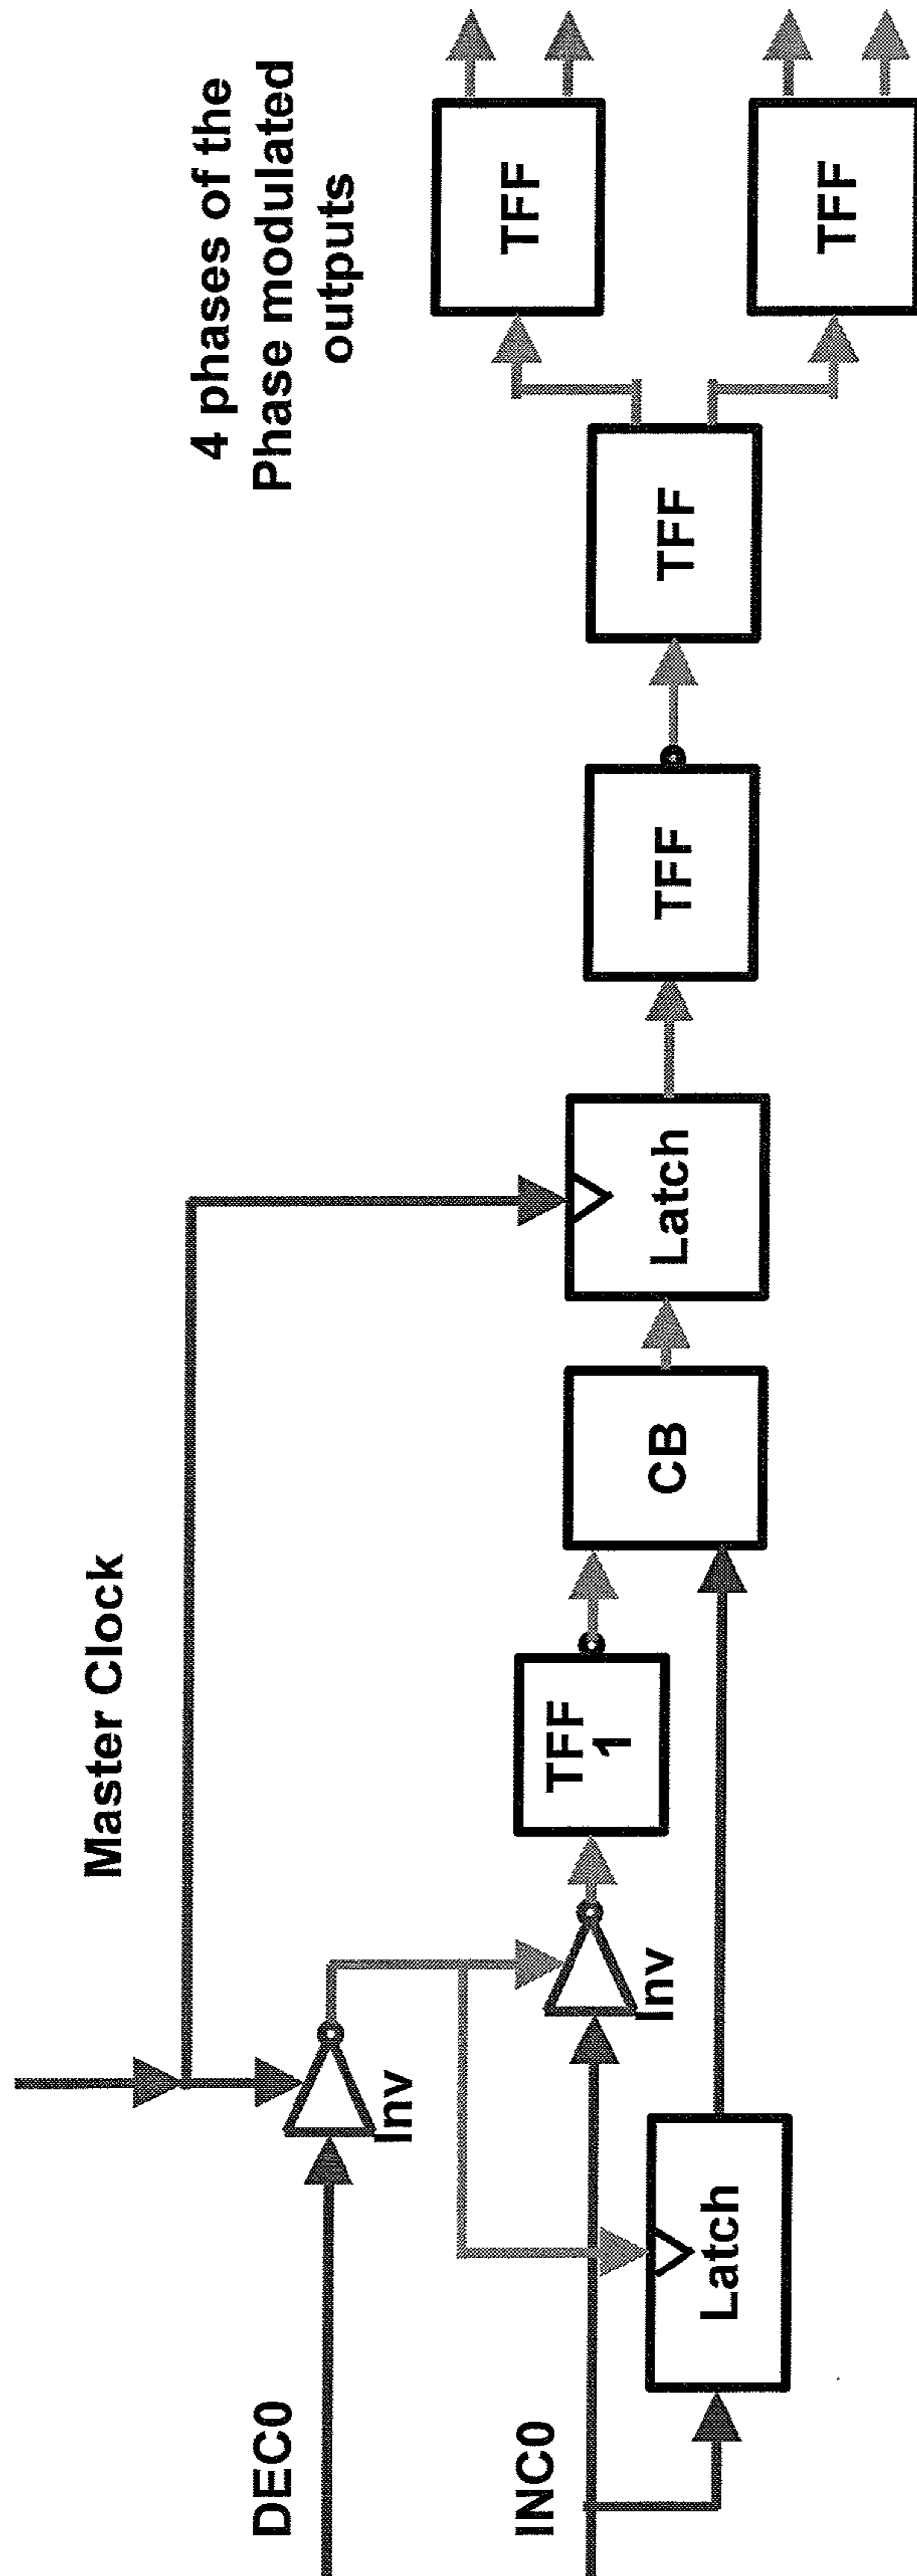 DEC0
INC0
Inv
Latch
Inv
Master Clock
TFF
1
CB
Latch
TFF
TFF
4 phases of the
Phase modulated
outputs
TFF
TFF